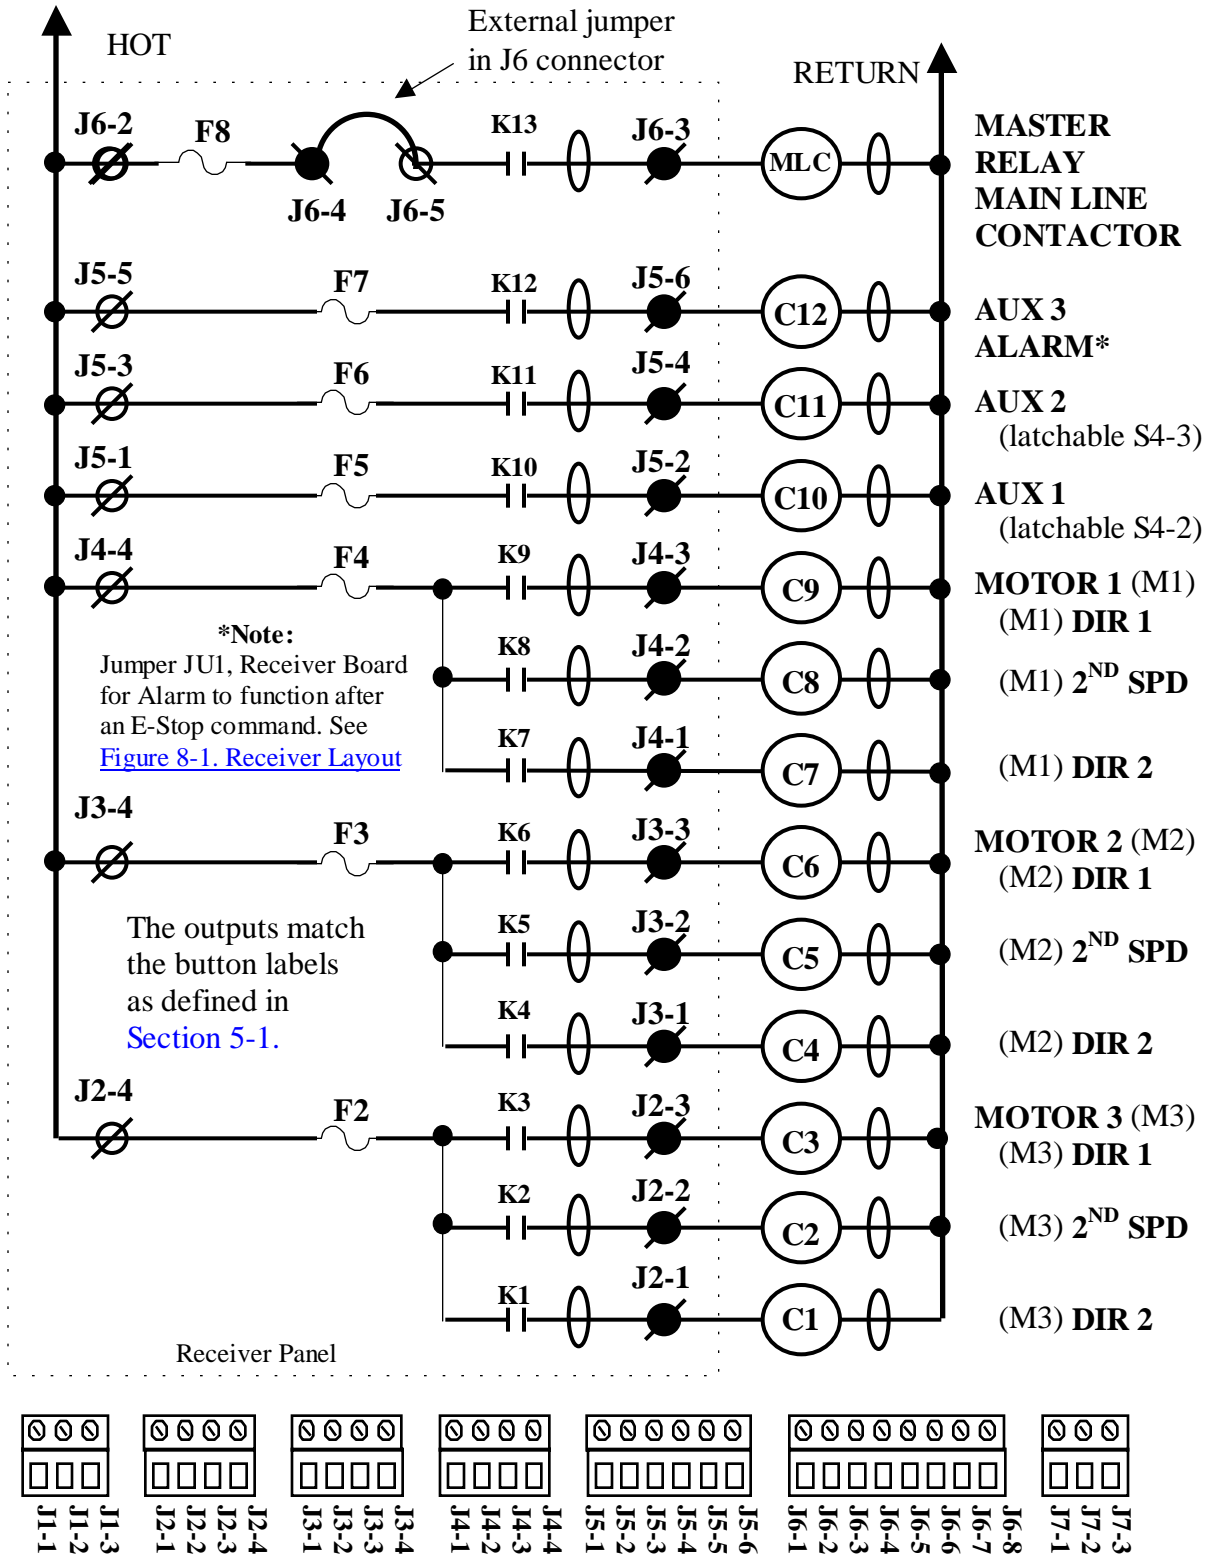 External jumper
in J6 connector
HOT
RETURN
J6-2
F8
K13
J6-3
MLC
J6-4
J6-5
MASTER
RELAY
MAIN LINE
CONTACTOR
J5-5
F7
K12
J5-6
C12
AUX 3
ALARM*
J5-3
F6
K11
J5-4
C11
AUX 2
(latchable S4-3)
J5-1
F5
K10
J5-2
C10
AUX 1
(latchable S4-2)
J4-4
F4
K9
J4-3
C9
MOTOR 1 (M1)
(M1) DIR 1
*Note:
Jumper JU1, Receiver Board
for Alarm to function after
an E-Stop command. See
Figure 8-1. Receiver Layout
K8
J4-2
C8
(M1) 2ND SPD
K7
J4-1
C7
(M1) DIR 2
J3-4
F3
K6
J3-3
C6
MOTOR 2 (M2)
(M2) DIR 1
The outputs match
the button labels
as defined in
Section 5-1.
K5
J3-2
C5
(M2) 2ND SPD
K4
J3-1
C4
(M2) DIR 2
J2-4
F2
K3
J2-3
C3
MOTOR 3 (M3)
(M3) DIR 1
K2
J2-2
C2
(M3) 2ND SPD
K1
J2-1
C1
(M3) DIR 2
Receiver Panel
J1-1
J1-2
J1-3
J2-1
J2-2
J2-3
J2-4
J3-1
J3-2
J3-3
J3-4
J4-1
J4-2
J4-3
J4-4
J5-1
J5-2
J5-3
J5-4
J5-5
J5-6
J6-1
J6-2
J6-3
J6-4
J6-5
J6-6
J6-7
J6-8
J7-1
J7-2
J7-3